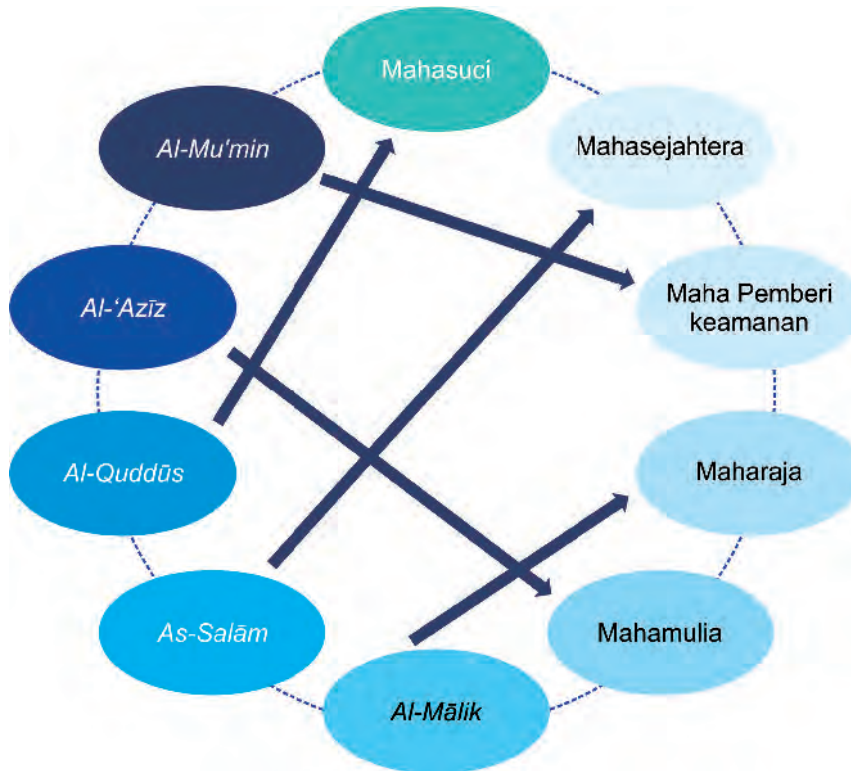 Mahasuci
Mahasejahtera
Maha Pemberi
keamanan
Maharaja
Mahamulia
Al-Mālik
As-Salām
Al-Quddūs
Al-‘Azīz
Al-Mu'min